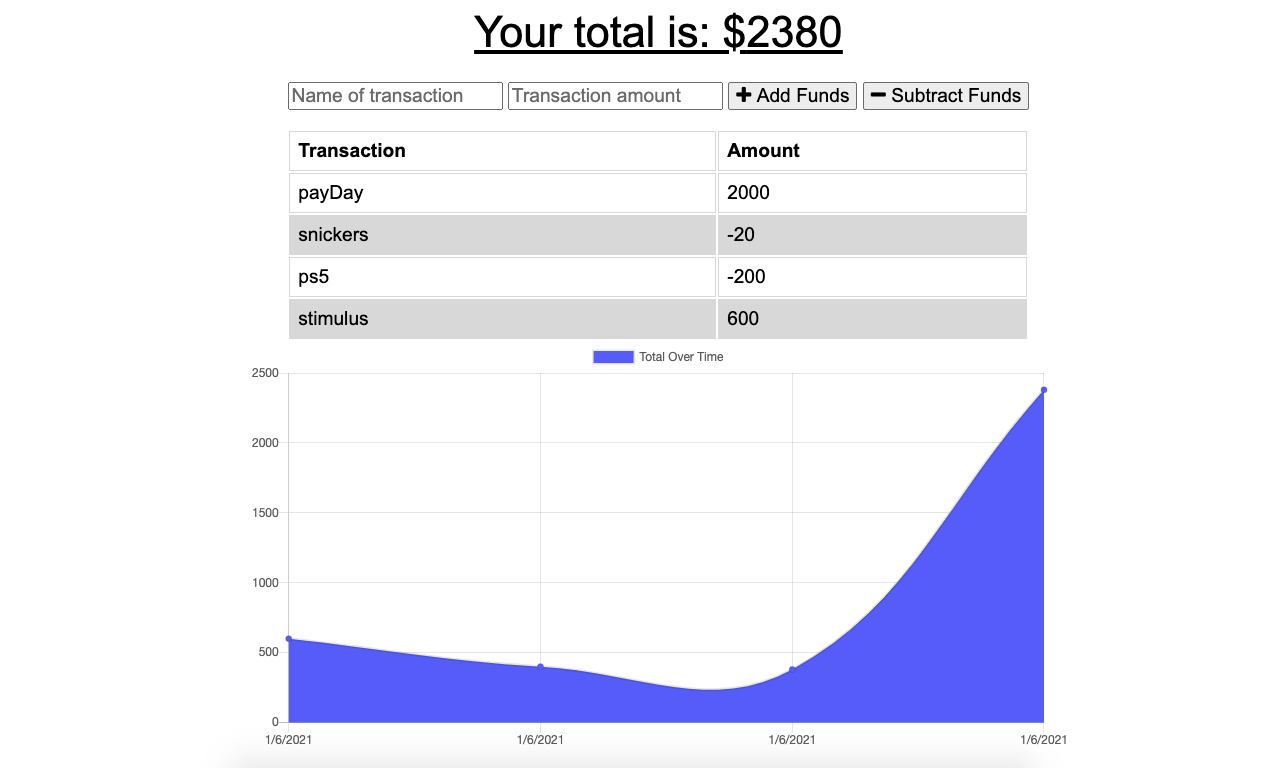 Your total is: $2380
Name of transaction Transaction amount Add Funds Subtract Funds
Transaction Amount
payDay 2000
snickers -20
ps5 -200
stimulus 600
Total Over Time
2500
2000
1500
1000
500
0
1/6/2021 1/6/2021 1/6/2021 1/6/2021